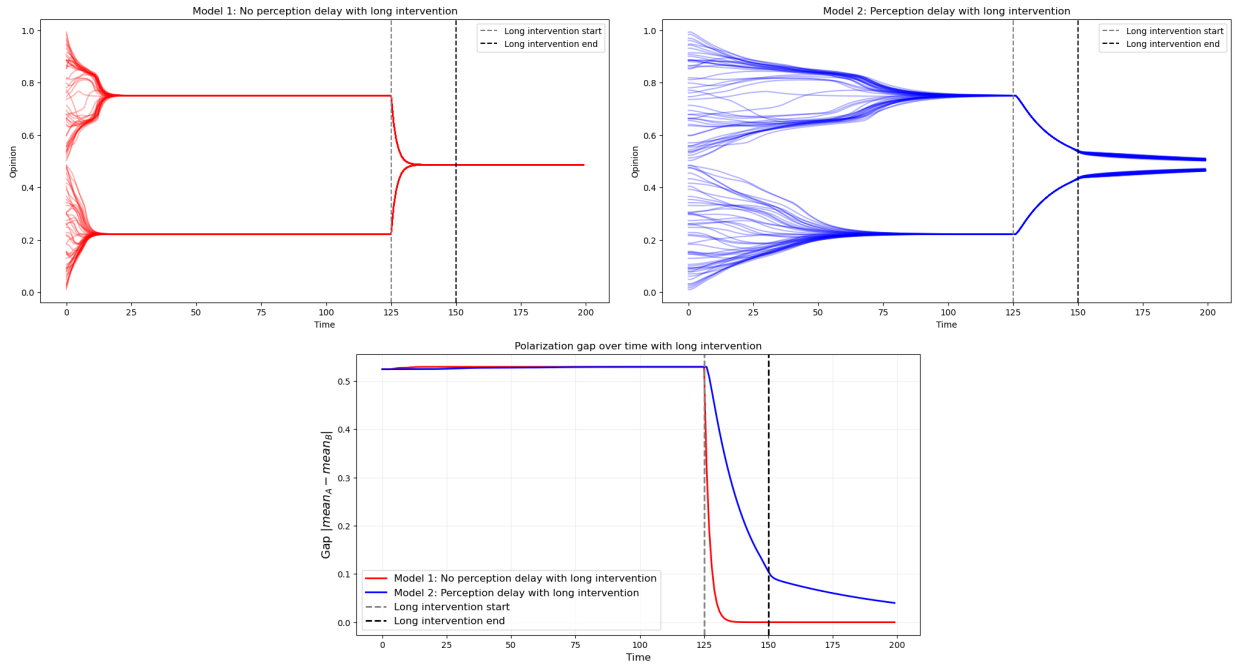 Model 1: No perception delay with long intervention
Long intervention start
Long intervention end
1.0
0.8
0.6
0.4
0.2
0.0
Opinion
0 25 50 75 100 125 150 175 200
Time
Model 2: Perception delay with long intervention
Long intervention start
Long intervention end
1.0
0.8
0.6
0.4
0.2
0.0
Opinion
0 25 50 75 100 125 150 175 200
Time
Polarization gap over time with long intervention
0.5
0.4
0.3
0.2
0.1
0.0
Gap |mean_A − mean_B|
Model 1: No perception delay with long intervention
Model 2: Perception delay with long intervention
Long intervention start
Long intervention end
0 25 50 75 100 125 150 175 200
Time